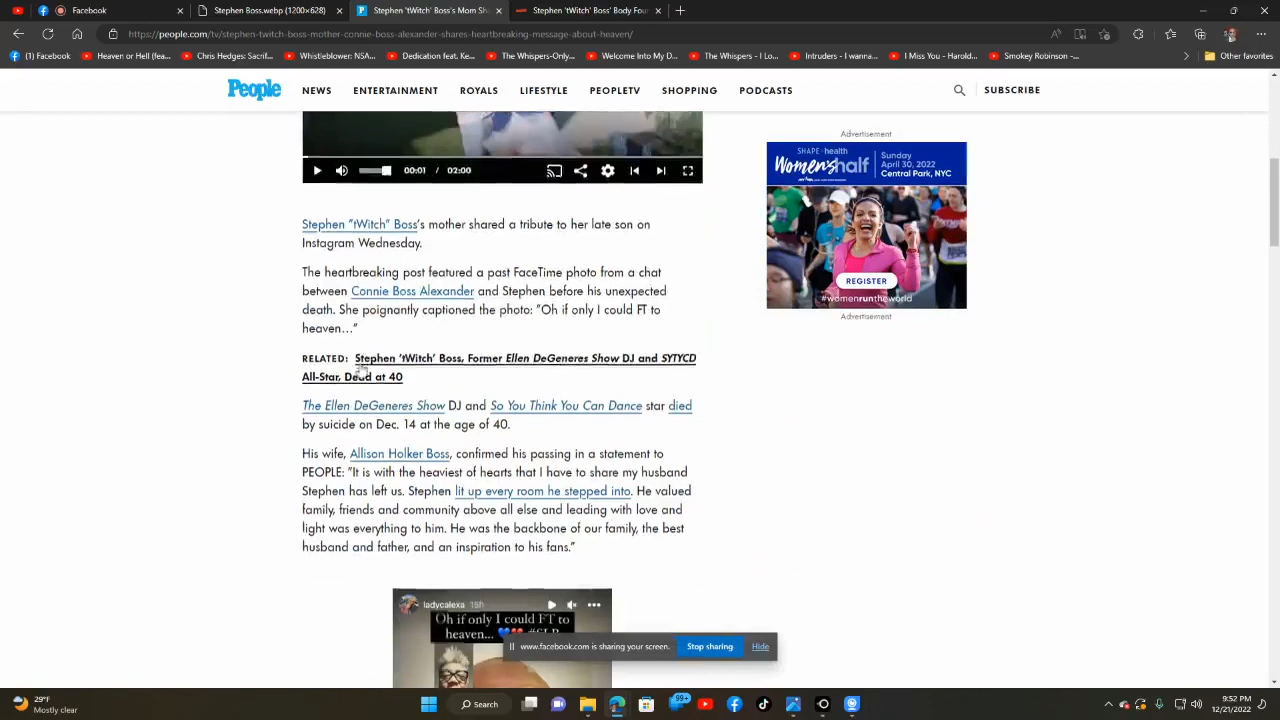 Facebook
Stephen Boss.webp (1200×628)
Stephen 'tWitch' Boss's Mom Sha
Stephen 'tWitch' Boss' Body Four
https://people.com/tv/stephen-twitch-boss-mother-connie-boss-alexander-shares-heartbreaking-message-about-heaven/
(4) Facebook
Heaven or Hell (fea...
Chris Hedges: Sacrif...
Whistleblower: NSL...
Dedication feat. Ke...
The Whispers-Only...
Welcome Into My D...
The Whispers - I Lo...
Intruders - I wanna...
I Miss You - Harold...
Smokey Robinson -...
Other favorites
People
NEWS
ENTERTAINMENT
ROYALS
LIFESTYLE
PEOPLETV
SHOPPING
PODCASTS
SUBSCRIBE
00:01 / 02:00
Stephen "tWitch" Boss's mother shared a tribute to her late son on
Instagram Wednesday.
The heartbreaking post featured a past FaceTime photo from a chat
between Connie Boss Alexander and Stephen before his unexpected
death. She poignantly captioned the photo: "Oh if only I could FT to
heaven…"
RELATED: Stephen 'tWitch' Boss, Former Ellen DeGeneres Show DJ and SYTYCD
All-Star, Dead at 40
The Ellen DeGeneres Show DJ and So You Think You Can Dance star died
by suicide on Dec. 14 at the age of 40.
His wife, Allison Holker Boss, confirmed his passing in a statement to
PEOPLE: "It is with the heaviest of hearts that I have to share my husband
Stephen has left us. Stephen lit up every room he stepped into. He valued
family, friends and community above all else and leading with love and
light was everything to him. He was the backbone of our family, the best
husband and father, and an inspiration to his fans."
Advertisement
SHAPE+health
Women's half
Sunday
April 30, 2022
Central Park, NYC
REGISTER
#womenruntheworld
Advertisement
ladycalexa 15h
Oh if only I could FT to
heaven... #SLB
www.facebook.com is sharing your screen.
Stop sharing
Hide
29°F
Mostly clear
Search
99+
9:52 PM
12/21/2022